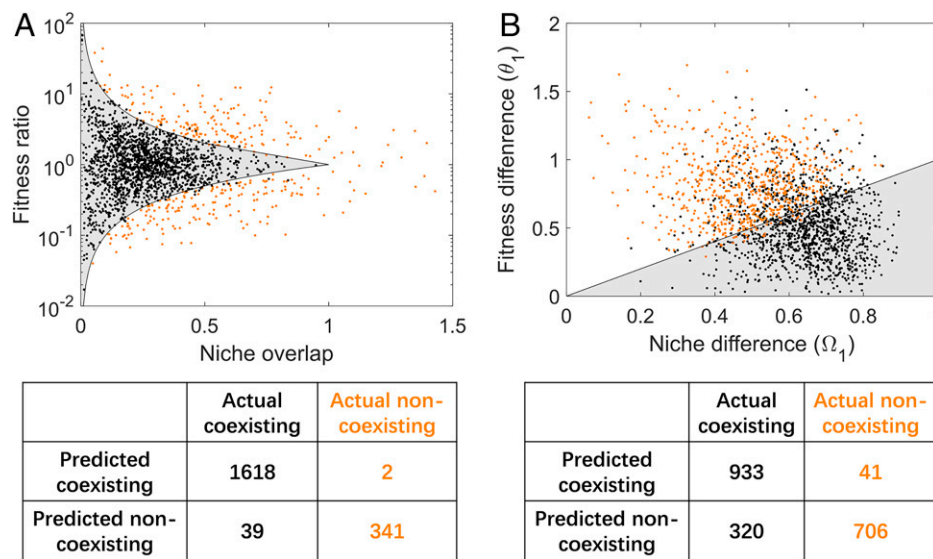 A
Fitness ratio
10^2
10^1
10^0
10^-1
10^-2
0
0.5
1
1.5
Niche overlap
B
Fitness diffenrence (θ_1)
2
1.5
1
0.5
0
0
0.2
0.4
0.6
0.8
Niche difference (Ω_1)
Actual coexisting
Actual non-coexisting
Predicted coexisting
1618
2
Predicted non-coexisting
39
341
Actual coexisting
Actual non-coexisting
Predicted coexisting
933
41
Predicted non-coexisting
320
706